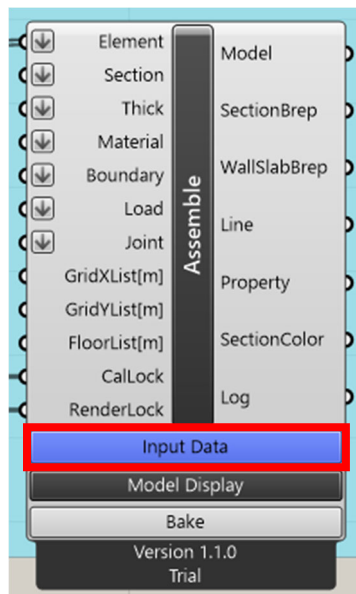 Element
Section
Thick
Material
Boundary
Load
Joint
GridXList[m]
GridYList[m]
FloorList[m]
CalLock
RenderLock
Assemble
Model
SectionBrep
WallSlabBrep
Line
Property
SectionColor
Log
Input Data
Model Display
Bake
Version 1.1.0
Trial